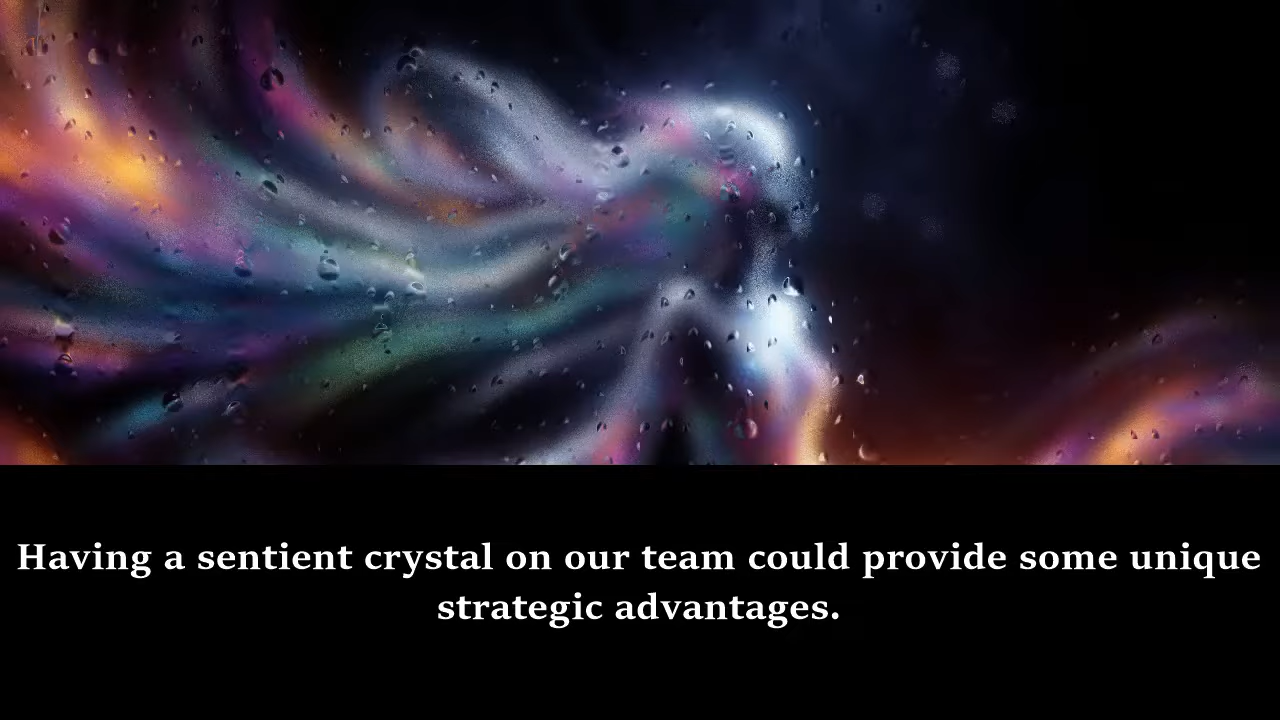 Having a sentient crystal on our team could provide some unique
strategic advantages.